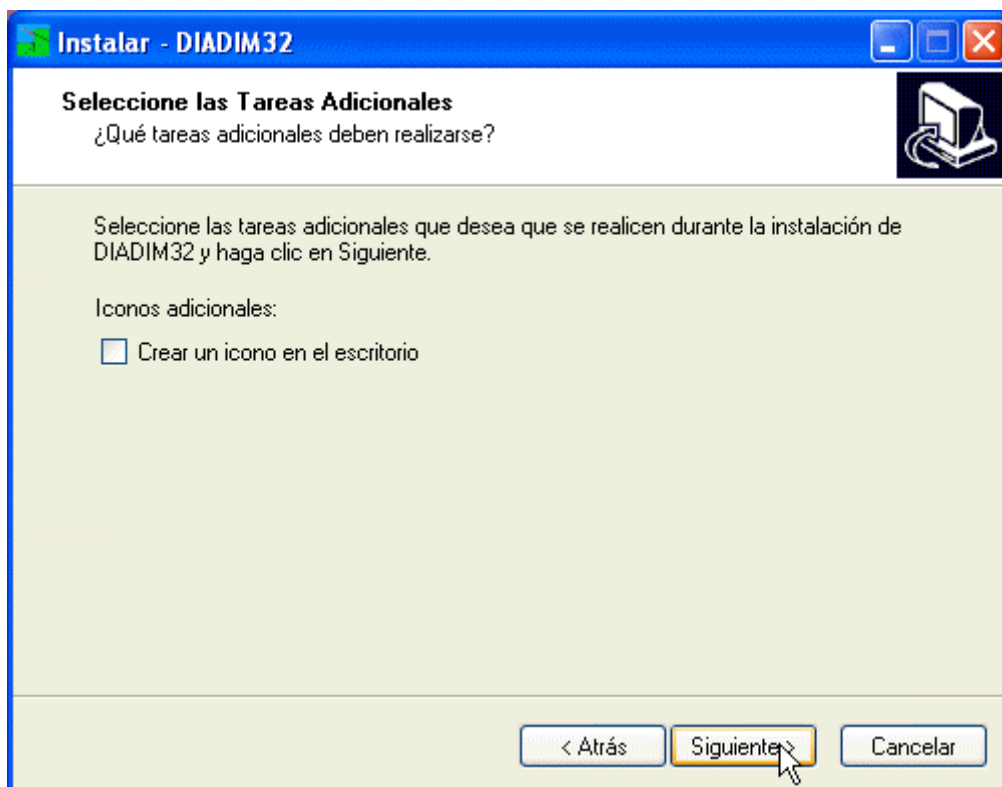 Instalar - DIADIM32
Seleccione las Tareas Adicionales
¿Qué tareas adicionales deben realizarse?
Seleccione las tareas adicionales que desea que se realicen durante la instalación de
DIADIM32 y haga clic en Siguiente.
Iconos adicionales:
Crear un icono en el escritorio
< Atrás
Siguiente >
Cancelar